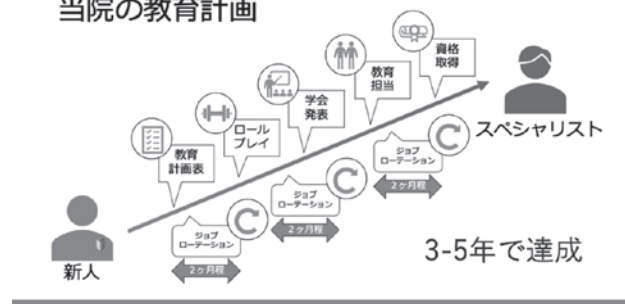 当院の教育計画
資格
取得
教育
担当
学会
発表
ロール
プレイ
教育
計画表
スペシャリスト
ジョブ
ローテーション
2ヶ月程
ジョブ
ローテーション
2ヶ月程
ジョブ
ローテーション
2ヶ月程
新人
3-5年で達成